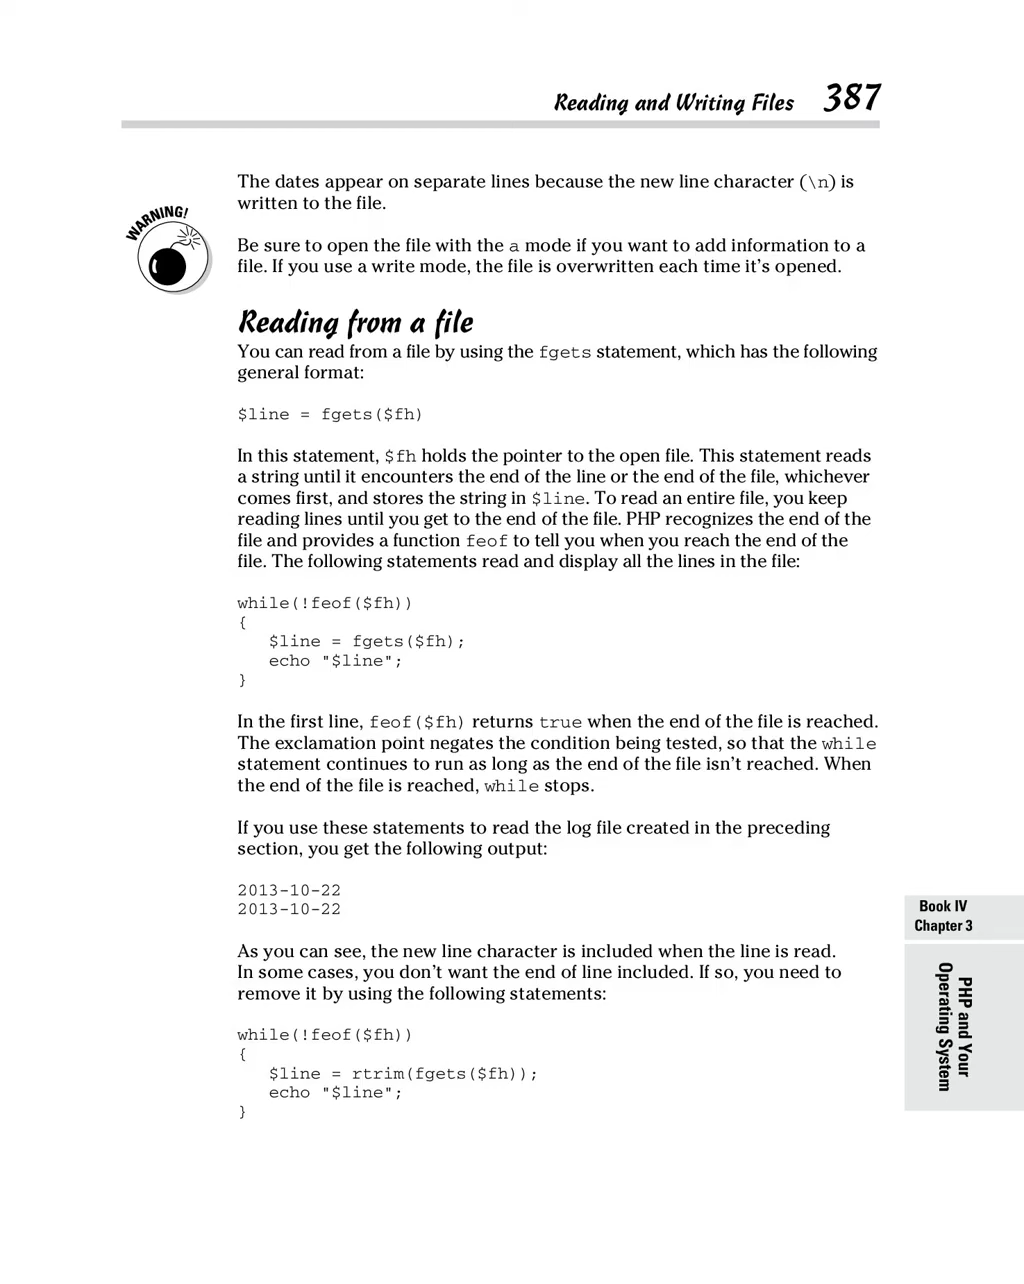 Reading and Writing Files 387
The dates appear on separate lines because the new line character (\n) is
written to the file.
WARNING!
Be sure to open the file with the a mode if you want to add information to a
file. If you use a write mode, the file is overwritten each time it’s opened.
Reading from a file
You can read from a file by using the fgets statement, which has the following
general format:
$line = fgets($fh)
In this statement, $fh holds the pointer to the open file. This statement reads
a string until it encounters the end of the line or the end of the file, whichever
comes first, and stores the string in $line. To read an entire file, you keep
reading lines until you get to the end of the file. PHP recognizes the end of the
file and provides a function feof to tell you when you reach the end of the
file. The following statements read and display all the lines in the file:
while(!feof($fh))
{
   $line = fgets($fh);
   echo "$line";
}
In the first line, feof($fh) returns true when the end of the file is reached.
The exclamation point negates the condition being tested, so that the while
statement continues to run as long as the end of the file isn’t reached. When
the end of the file is reached, while stops.
If you use these statements to read the log file created in the preceding
section, you get the following output:
2013-10-22
2013-10-22
As you can see, the new line character is included when the line is read.
In some cases, you don’t want the end of line included. If so, you need to
remove it by using the following statements:
while(!feof($fh))
{
   $line = rtrim(fgets($fh));
   echo "$line";
}
Book IV
Chapter 3
PHP and Your
Operating System